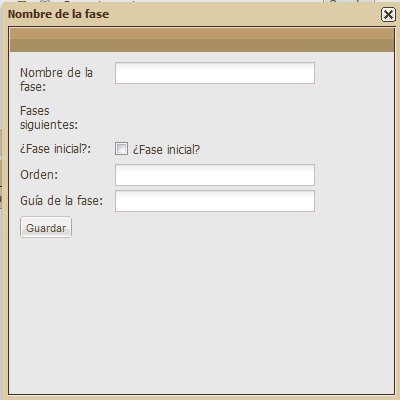 Nombre de la fase
Nombre de la
fase:
Fases
siguientes:
¿Fase inicial?: ¿Fase inicial?
Orden:
Guía de la fase:
Guardar